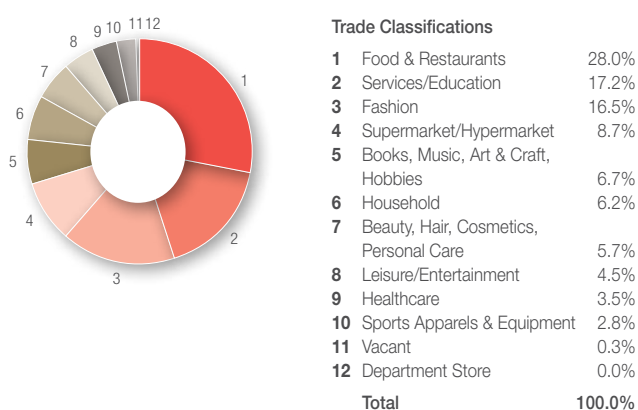 1
2
3
4
5
6
7
8
9 10 11 12
Trade Classifications
1 Food & Restaurants 28.0%
2 Services/Education 17.2%
3 Fashion 16.5%
4 Supermarket/Hypermarket 8.7%
5 Books, Music, Art & Craft,
Hobbies 6.7%
6 Household 6.2%
7 Beauty, Hair, Cosmetics,
Personal Care 5.7%
8 Leisure/Entertainment 4.5%
9 Healthcare 3.5%
10 Sports Apparels & Equipment 2.8%
11 Vacant 0.3%
12 Department Store 0.0%
Total 100.0%